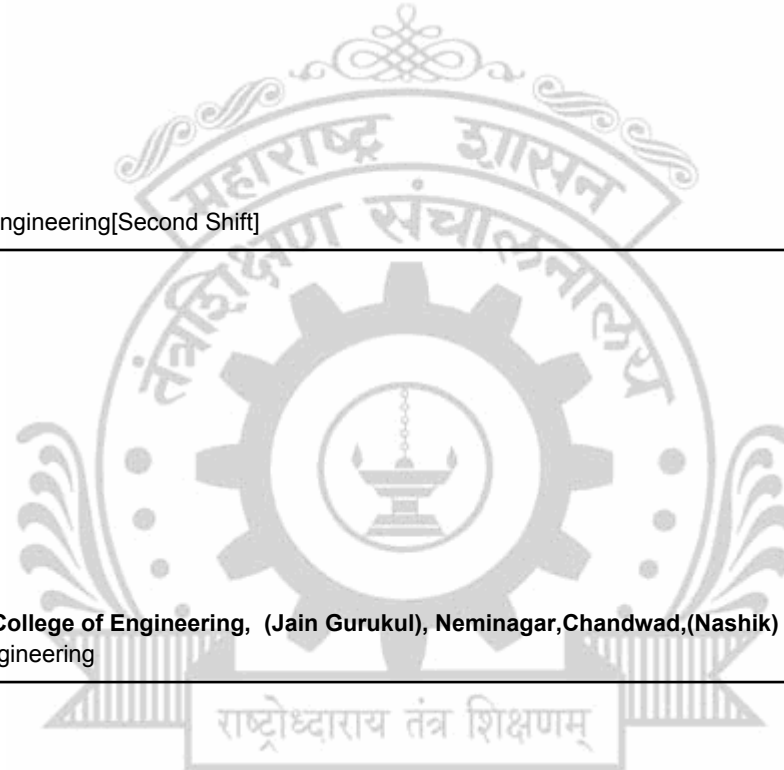 महाराष्ट्र शासन
ngineering[Second Shift]
तंत्रशिक्षण संचालनालय
College of Engineering, (Jain Gurukul), Neminagar,Chandwad,(Nashik)
gineering
राष्ट्रोध्दाराय तंत्र शिक्षणम्